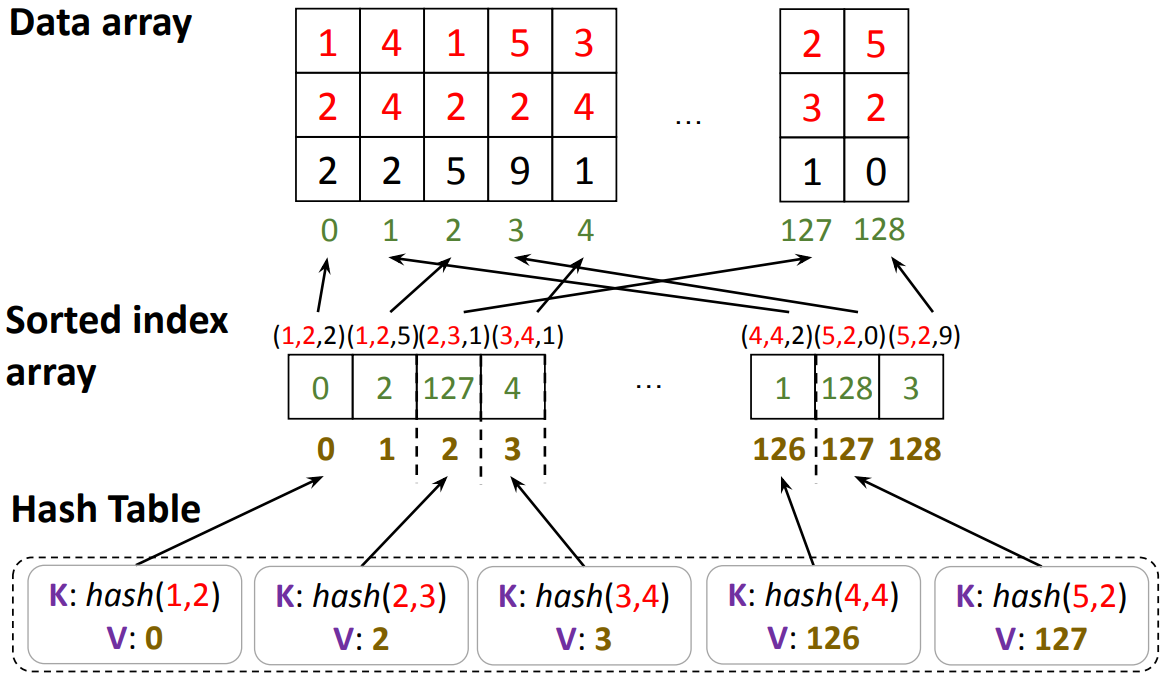 Data array
1 4 1 5 3 2 5
2 4 2 2 4 ... 3 2
2 2 5 9 1 1 0
0 1 2 3 4 127 128
Sorted index array
(1,2,2) (1,2,5) (2,3,1) (3,4,1) (4,4,2) (5,2,0) (5,2,9)
0 2 127 4 ... 1 128 3
0 1 2 3 126 127 128
Hash Table
K: hash(1,2) K: hash(2,3) K: hash(3,4) K: hash(4,4) K: hash(5,2)
V: 0 V: 2 V: 3 V: 126 V: 127